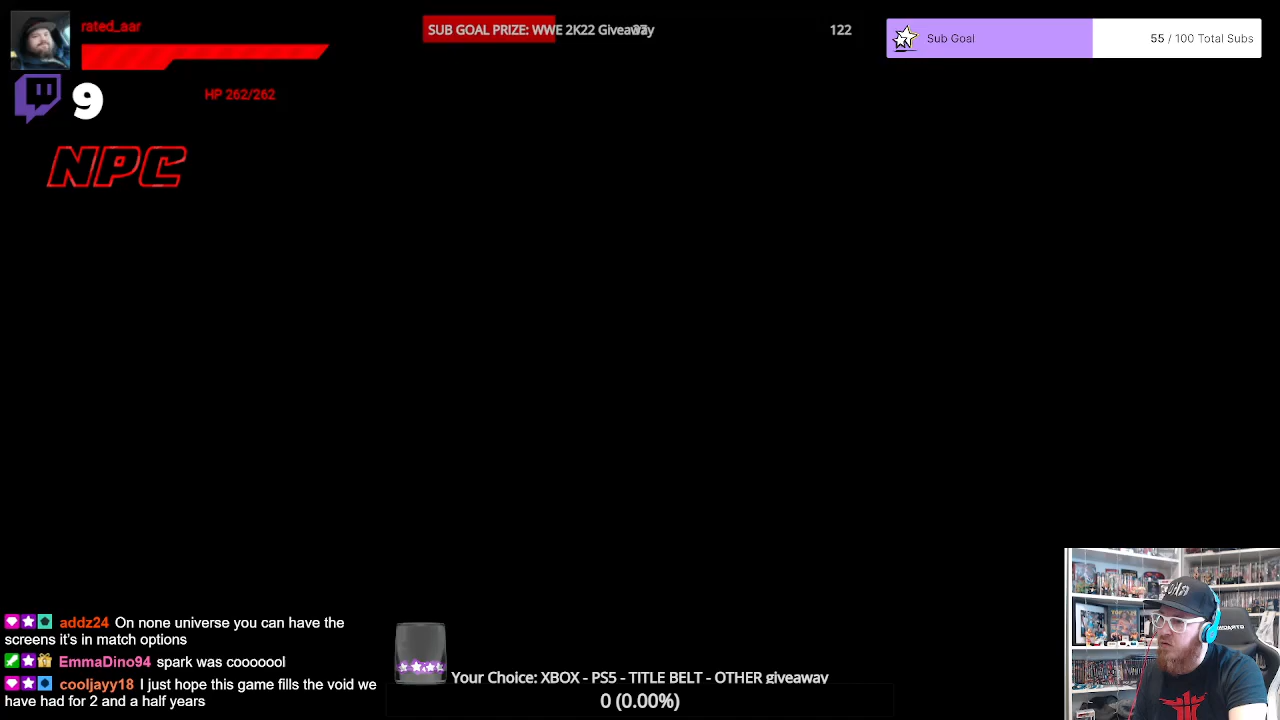 rated_aar
SUB GOAL PRIZE: WWE 2K22 Giveaway
37
122
Sub Goal
55 / 100 Total Subs
9
HP 262/262
NPC
addz24 On none universe you can have the
screens it's in match options
EmmaDino94 spark was cooooool
cooljayy18 I just hope this game fills the void we
have had for 2 and a half years
Your Choice: XBOX - PS5 - TITLE BELT - OTHER giveaway
0 (0.00%)